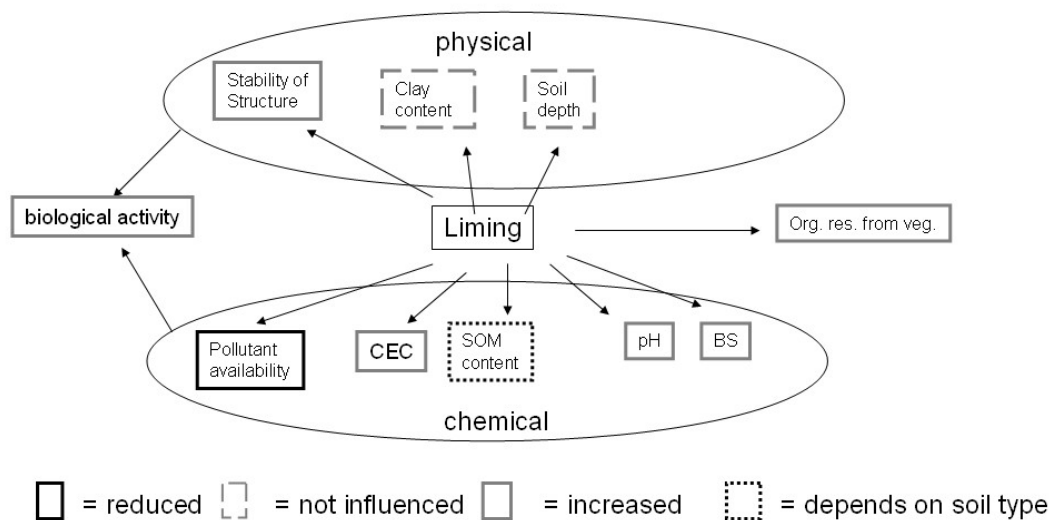 physical
Stability of
Structure
Clay
content
Soil
depth
biological activity
Liming
Org. res. from veg.
Pollutant
availability
CEC
SOM
content
pH
BS
chemical
= reduced
= not influenced
= increased
= depends on soil type